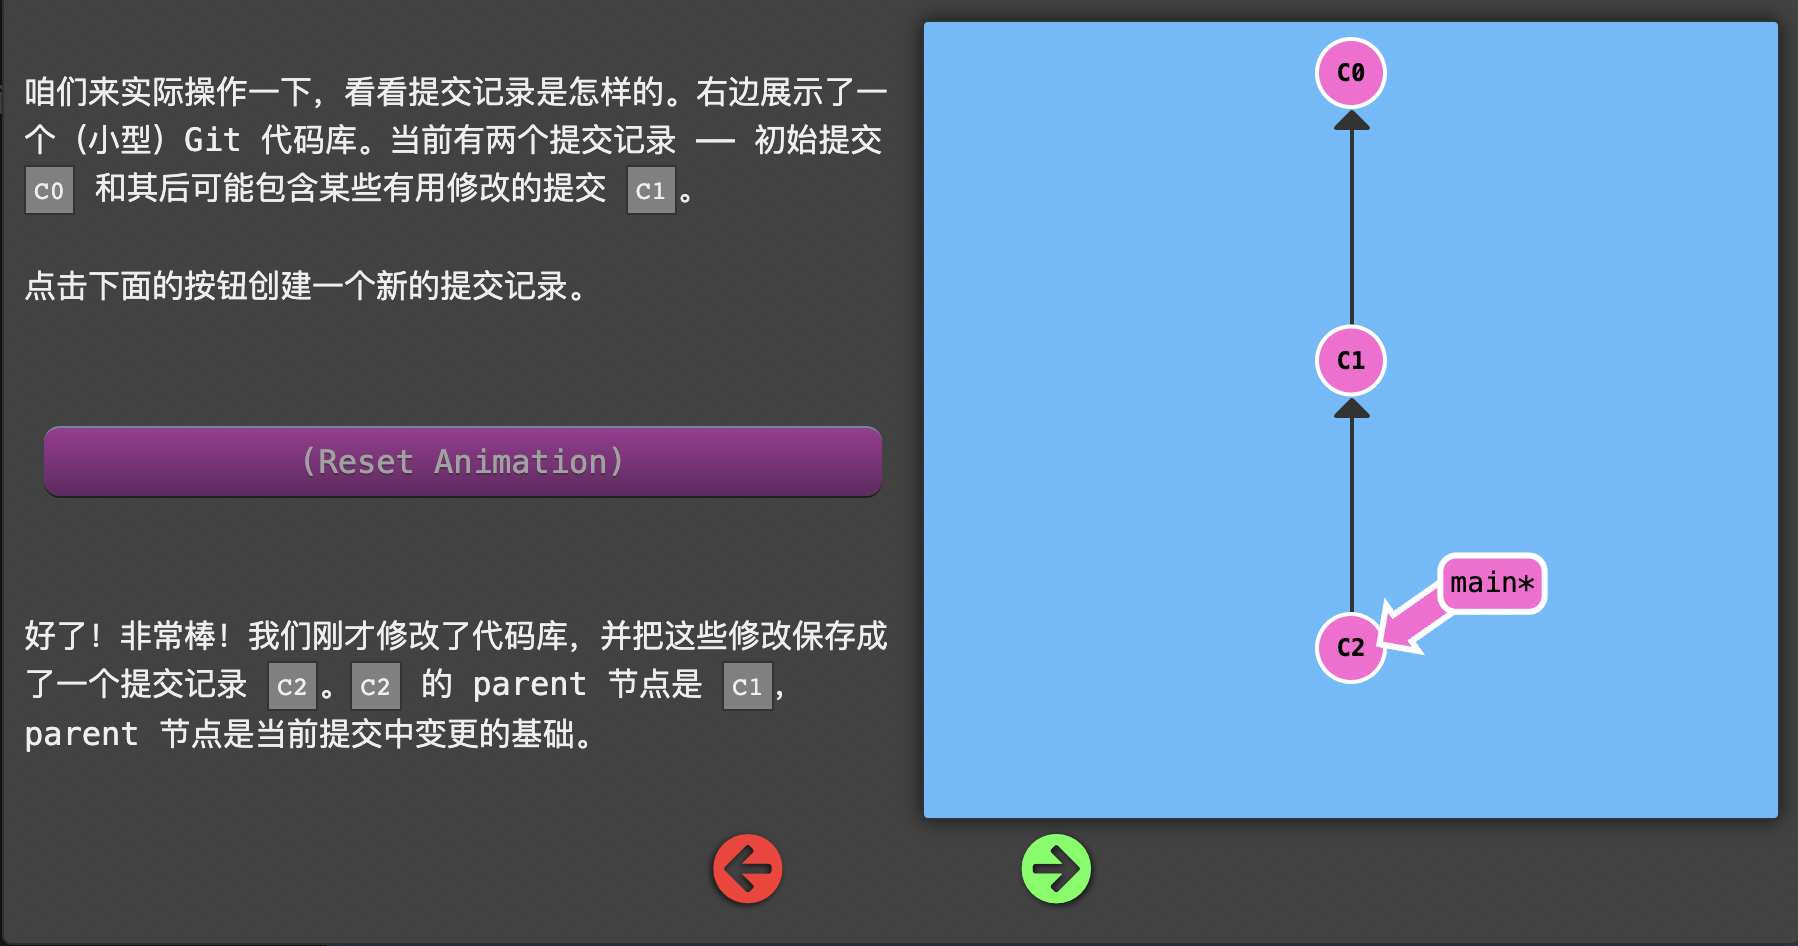 咱们来实际操作一下，看看提交记录是怎样的。右边展示了一
个（小型）Git 代码库。当前有两个提交记录 —— 初始提交
C0 和其后可能包含某些有用修改的提交 C1。
点击下面的按钮创建一个新的提交记录。
(Reset Animation)
好了！非常棒！我们刚才修改了代码库，并把这些修改保存成
了一个提交记录 C2。C2 的 parent 节点是 C1，
parent 节点是当前提交中变更的基础。
C0
C1
main*
C2